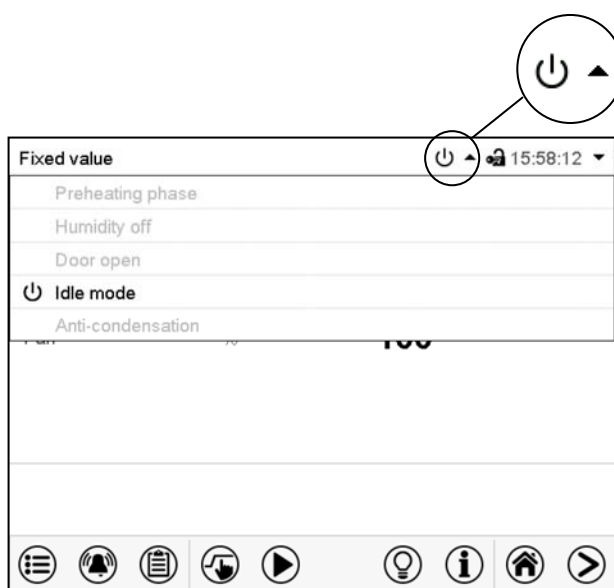 Fixed value 15:58:12
Preheating phase
Humidity off
Door open
Idle mode
Anti-condensation